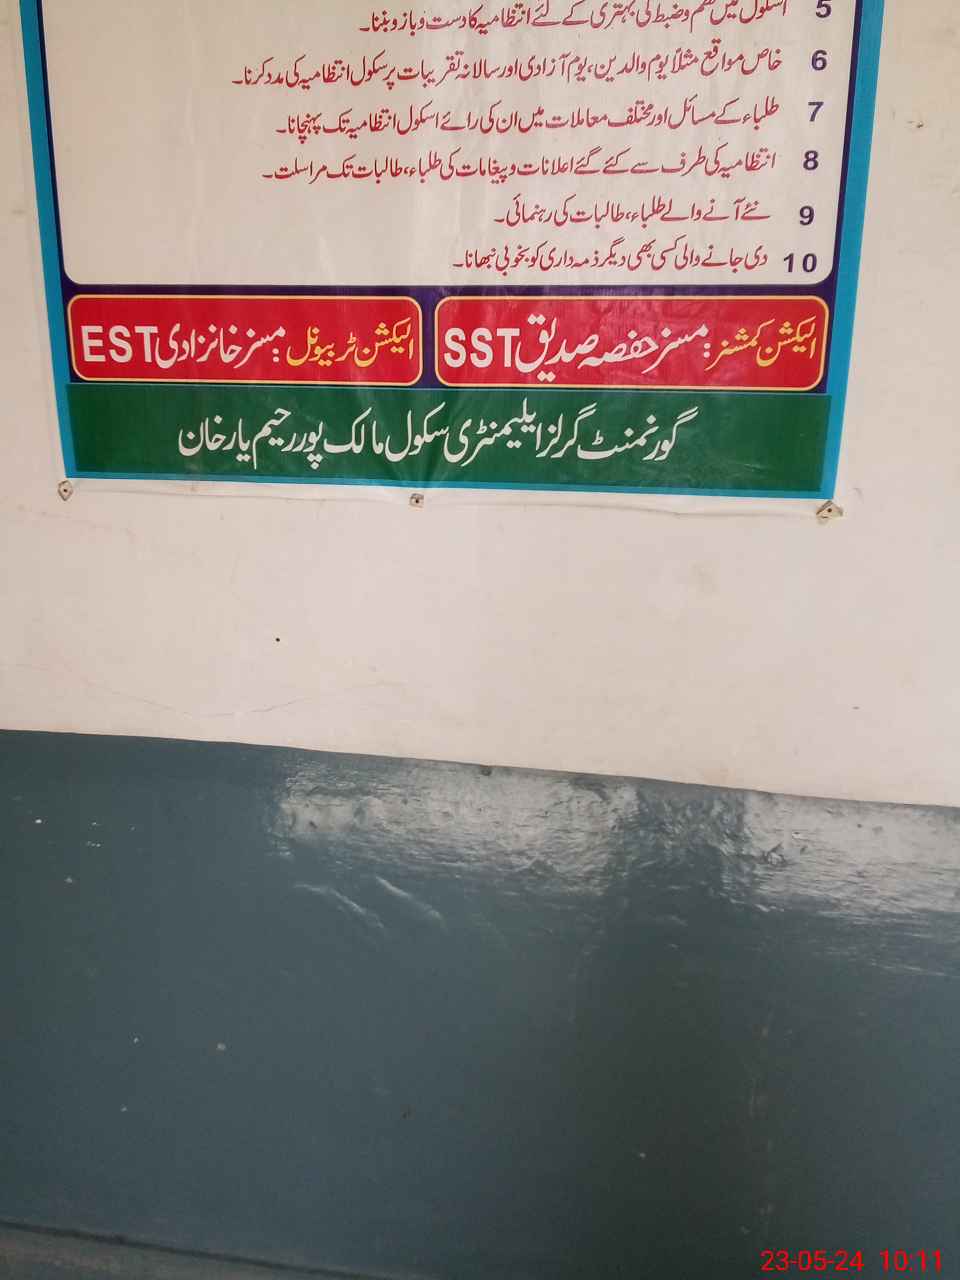 5 اسکول میں نظم و ضبط کی بہتری کے لئے انتظامیہ کا دست و بازو بننا۔
6 خاص مواقع مثلاً یوم والدین، یوم آزادی اور سالانہ تقریبات پر سکول انتظامیہ کی مدد کرنا۔
7 طلباء کے مسائل اور مختلف معاملات میں ان کی رائے اسکول انتظامیہ تک پہنچانا۔
8 انتظامیہ کی طرف سے کئے گئے اعلانات و پیغامات کی طلباء، طالبات تک مراسلت۔
9 نئے آنے والے طلباء، طالبات کی رہنمائی۔
10 دی جانے والی کسی بھی دیگر ذمہ داری کو بخوبی نبھانا۔
الیکشن کمشنر: مسز حفصہ صدیق SST
الیکشن ٹربیونل: مسز خانزادی EST
گورنمنٹ گرلز ایلیمنٹری سکول مالک پور رحیم یار خان
23-05-24 10:11